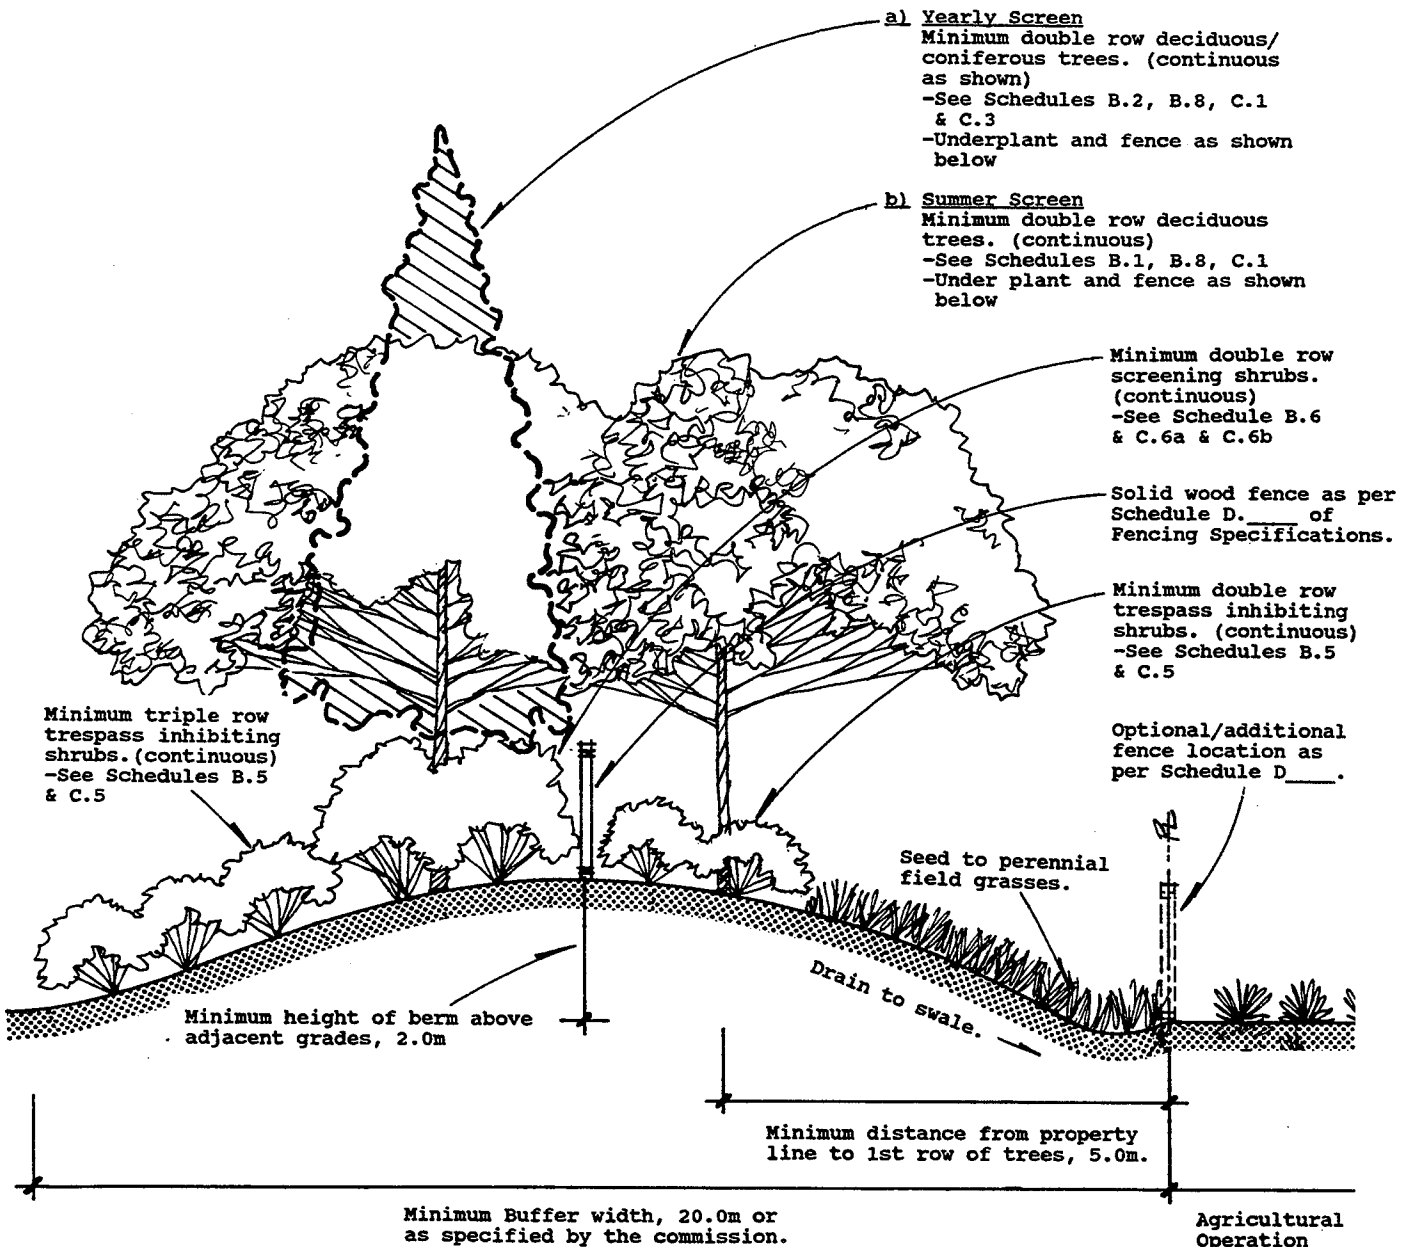 a) Yearly Screen
Minimum double row deciduous/
coniferous trees. (continuous
as shown)
-See Schedules B.2, B.8, C.1
& C.3
-Underplant and fence as shown
below
b) Summer Screen
Minimum double row deciduous
trees. (continuous)
-See Schedules B.1, B.8, C.1
-Under plant and fence as shown
below
Minimum double row
screening shrubs.
(continuous)
-See Schedule B.6
& C.6a & C.6b
Solid wood fence as per
Schedule D.____ of
Fencing Specifications.
Minimum double row
trespass inhibiting
shrubs. (continuous)
-See Schedules B.5
& C.5
Minimum triple row
trespass inhibiting
shrubs.(continuous)
-See Schedules B.5
& C.5
Optional/additional
fence location as
per Schedule D____.
Seed to perennial
field grasses.
Drain to swale.
Minimum height of berm above
adjacent grades, 2.0m
Minimum distance from property
line to 1st row of trees, 5.0m.
Minimum Buffer width, 20.0m or
as specified by the commission.
Agricultural
Operation